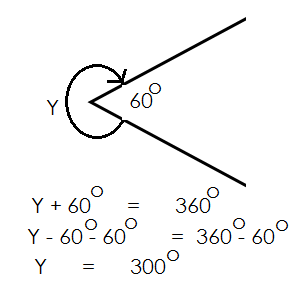 Y 60°
Y + 60° = 360°
Y - 60° - 60° = 360° - 60°
Y = 300°